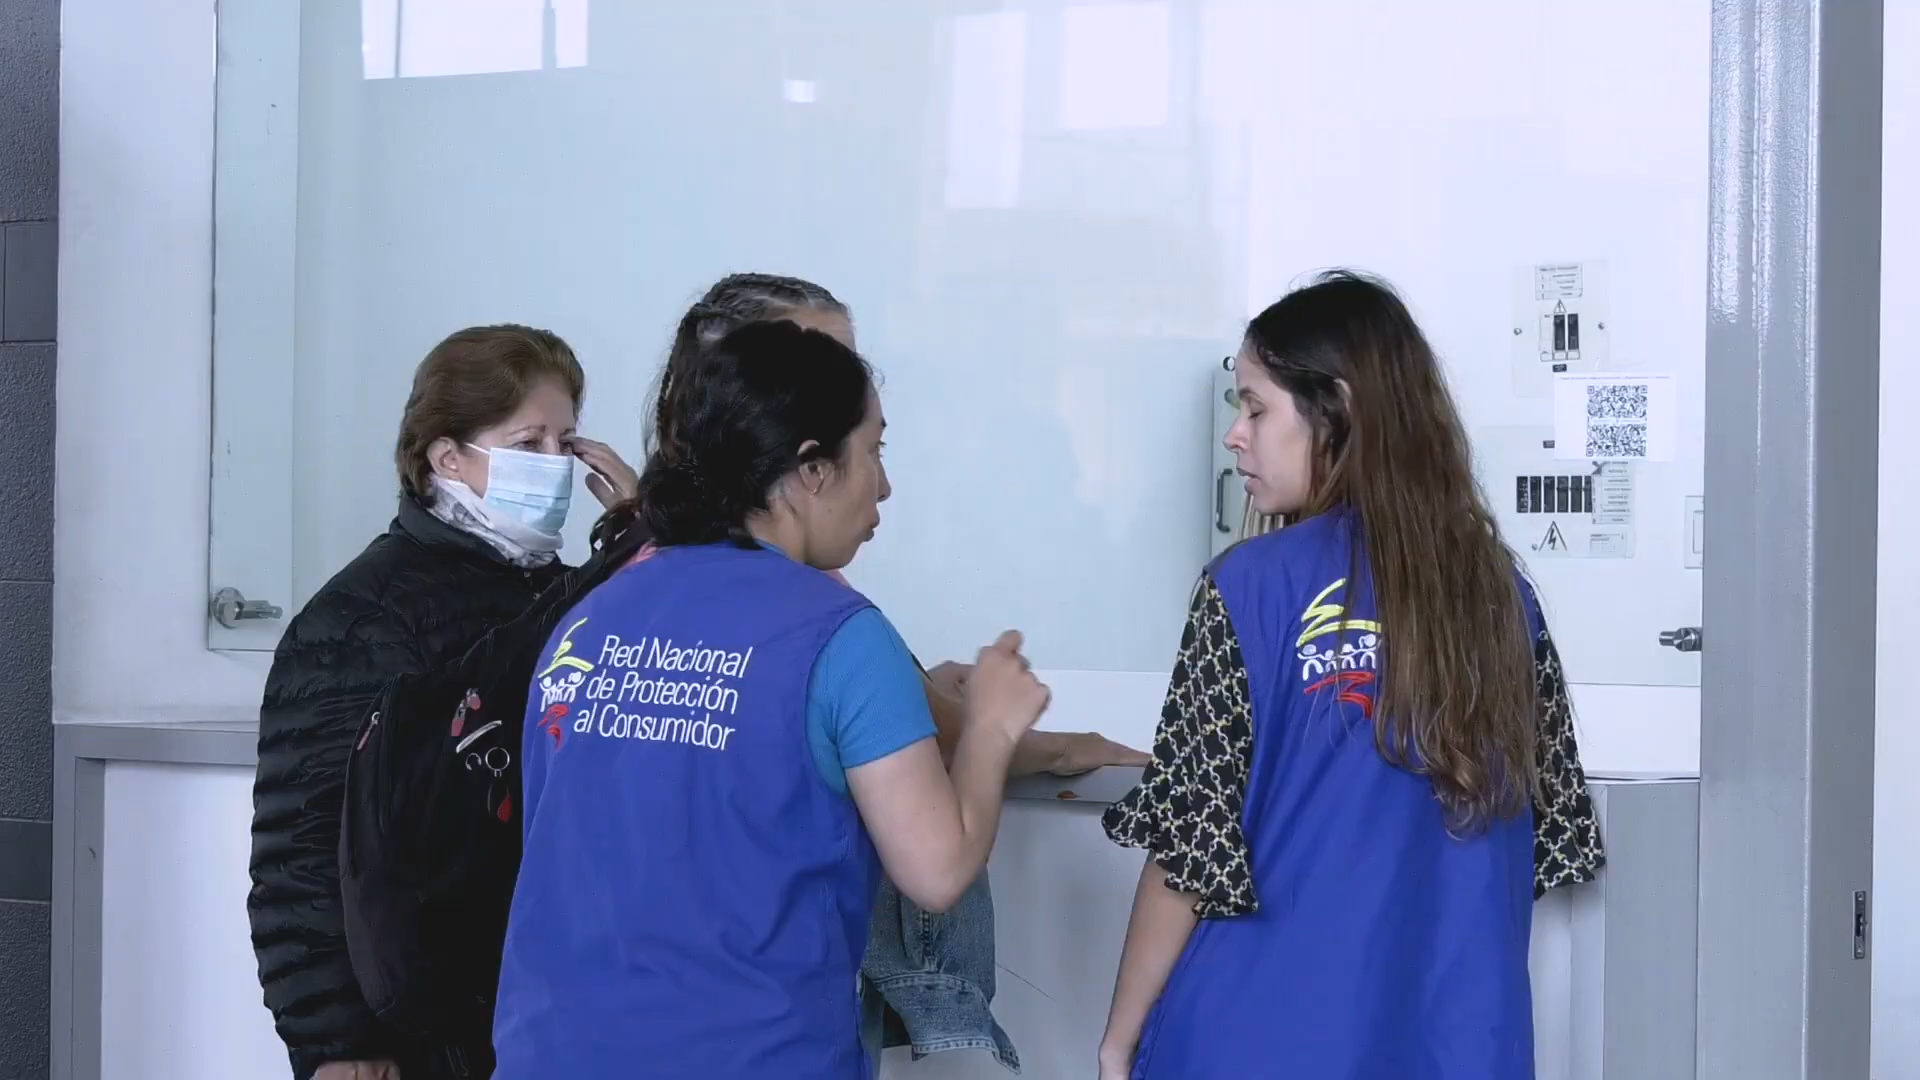 Red Nacional
de Protección
al Consumidor